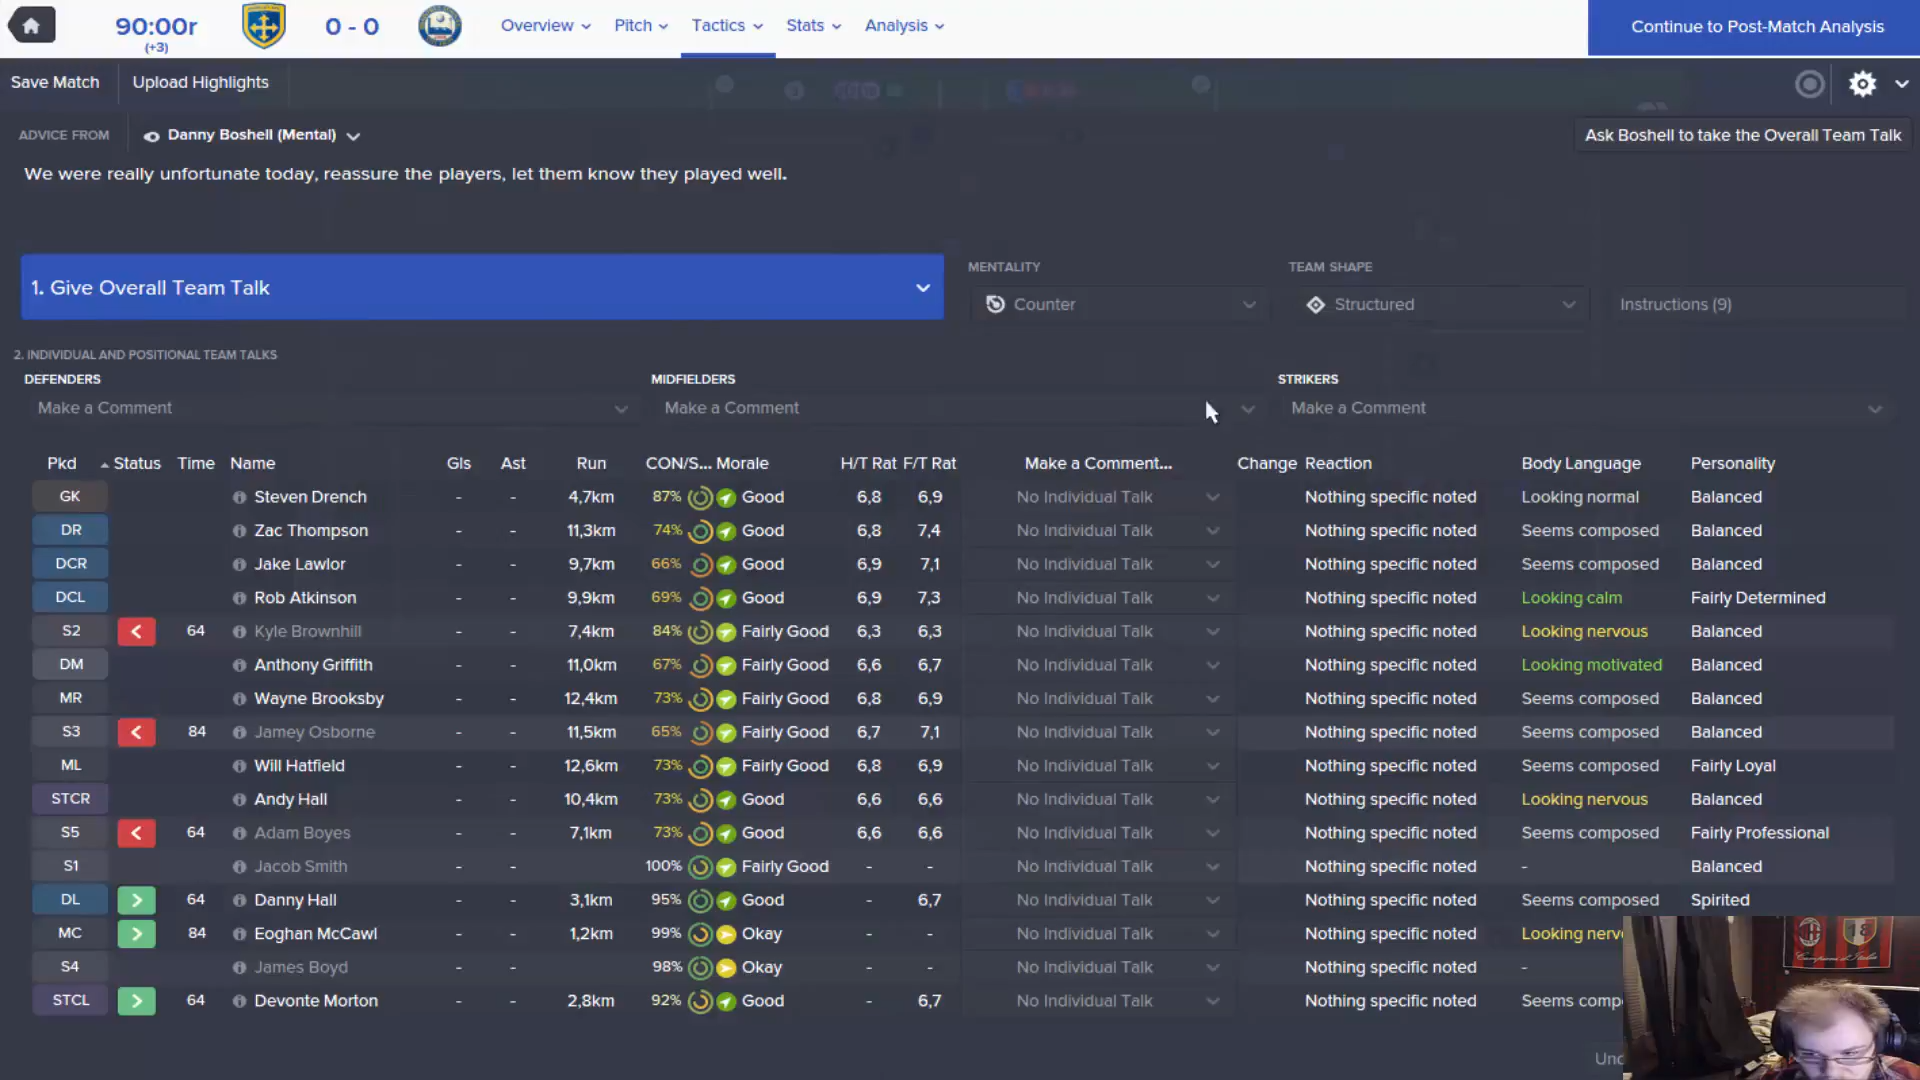 90:00r
(+3)
0 - 0
Overview
Pitch
Tactics
Stats
Analysis
Continue to Post-Match Analysis
Save Match
Upload Highlights
ADVICE FROM
Danny Boshell (Mental)
Ask Boshell to take the Overall Team Talk
We were really unfortunate today, reassure the players, let them know they played well.
1. Give Overall Team Talk
MENTALITY
Counter
TEAM SHAPE
Structured
Instructions (9)
2. INDIVIDUAL AND POSITIONAL TEAM TALKS
DEFENDERS
Make a Comment
MIDFIELDERS
Make a Comment
STRIKERS
Make a Comment
Pkd Status Time Name Gls Ast Run CON/S... Morale H/T Rat F/T Rat Make a Comment... Change Reaction Body Language Personality
GK Steven Drench - - 4,7km 87% Good 6,8 6,9 No Individual Talk Nothing specific noted Looking normal Balanced
DR Zac Thompson - - 11,3km 74% Good 6,8 7,4 No Individual Talk Nothing specific noted Seems composed Balanced
DCR Jake Lawlor - - 9,7km 66% Good 6,9 7,1 No Individual Talk Nothing specific noted Seems composed Balanced
DCL Rob Atkinson - - 9,9km 69% Good 6,9 7,3 No Individual Talk Nothing specific noted Looking calm Fairly Determined
S2 64 Kyle Brownhill - - 7,4km 84% Fairly Good 6,3 6,3 No Individual Talk Nothing specific noted Looking nervous Balanced
DM Anthony Griffith - - 11,0km 67% Fairly Good 6,6 6,7 No Individual Talk Nothing specific noted Looking motivated Balanced
MR Wayne Brooksby - - 12,4km 73% Fairly Good 6,8 6,9 No Individual Talk Nothing specific noted Seems composed Balanced
S3 84 Jamey Osborne - - 11,5km 65% Fairly Good 6,7 7,1 No Individual Talk Nothing specific noted Seems composed Balanced
ML Will Hatfield - - 12,6km 73% Fairly Good 6,8 6,9 No Individual Talk Nothing specific noted Seems composed Fairly Loyal
STCR Andy Hall - - 10,4km 73% Good 6,6 6,6 No Individual Talk Nothing specific noted Looking nervous Balanced
S5 64 Adam Boyes - - 7,1km 73% Good 6,6 6,6 No Individual Talk Nothing specific noted Seems composed Fairly Professional
S1 Jacob Smith 100% Fairly Good - - No Individual Talk Nothing specific noted - Balanced
DL 64 Danny Hall - - 3,1km 95% Good - 6,7 No Individual Talk Nothing specific noted Seems composed Spirited
MC 84 Eoghan McCawl - - 1,2km 99% Okay - - No Individual Talk Nothing specific noted Looking nerv
S4 James Boyd 98% Okay - - No Individual Talk Nothing specific noted -
STCL 64 Devonte Morton - - 2,8km 92% Good - 6,7 No Individual Talk Nothing specific noted Seems comp
18